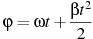 φ = ωt + βt²/2